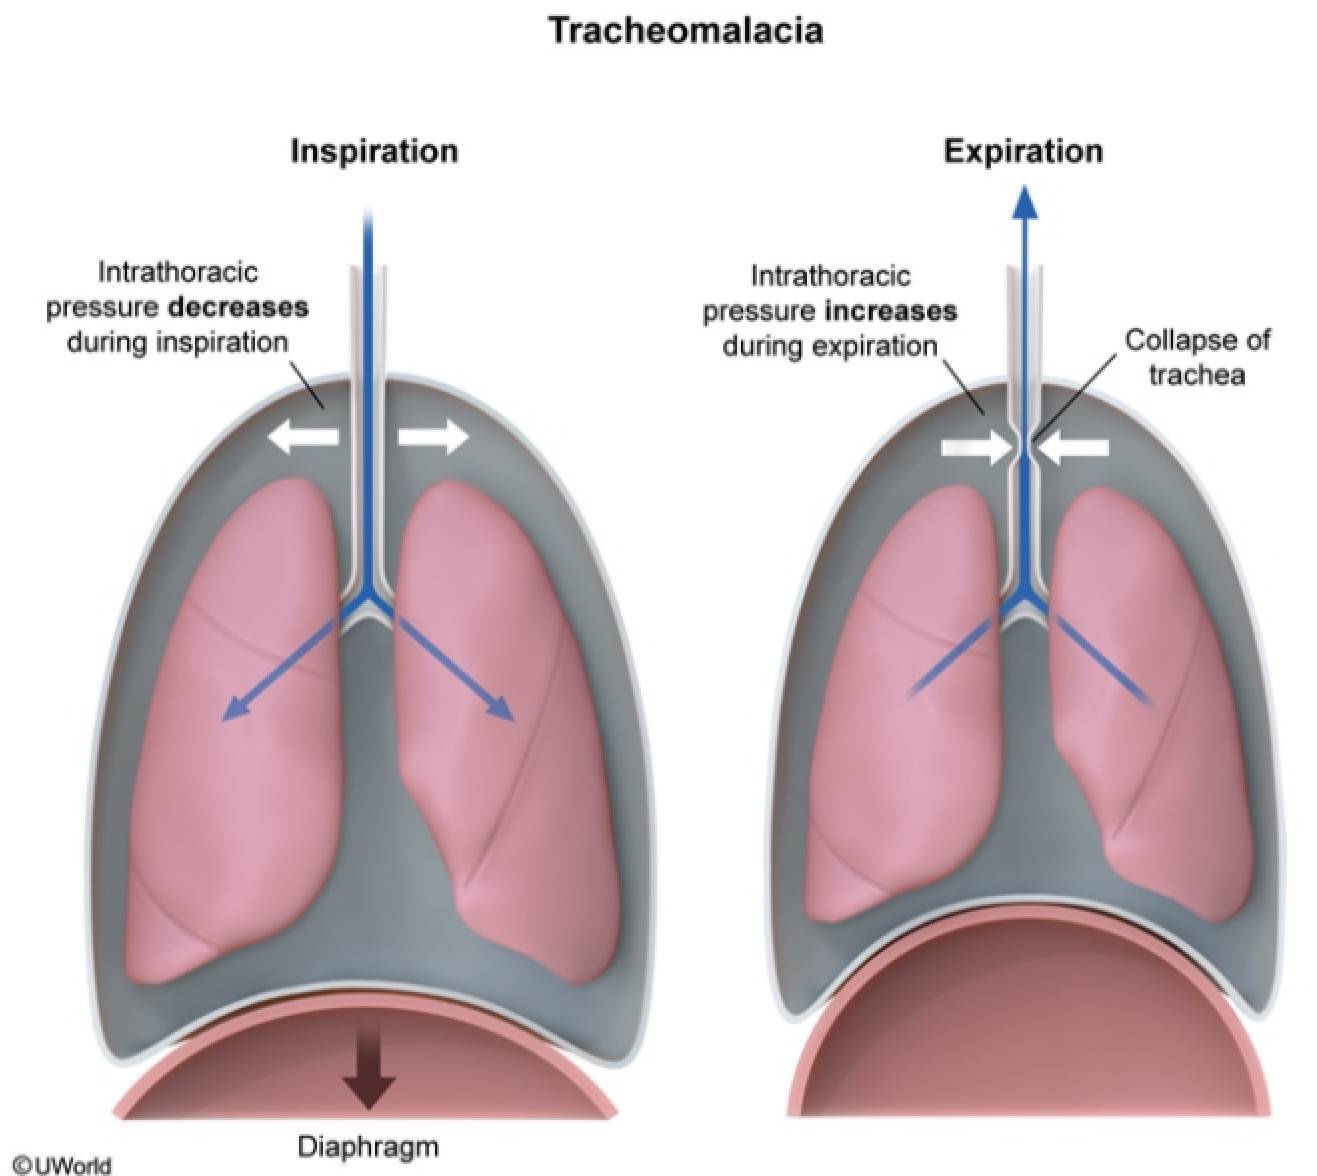 Tracheomalacia
Inspiration
Intrathoracic
pressure decreases
during inspiration
Diaphragm
Expiration
Intrathoracic
pressure increases
during expiration
Collapse of
trachea
©UWorld